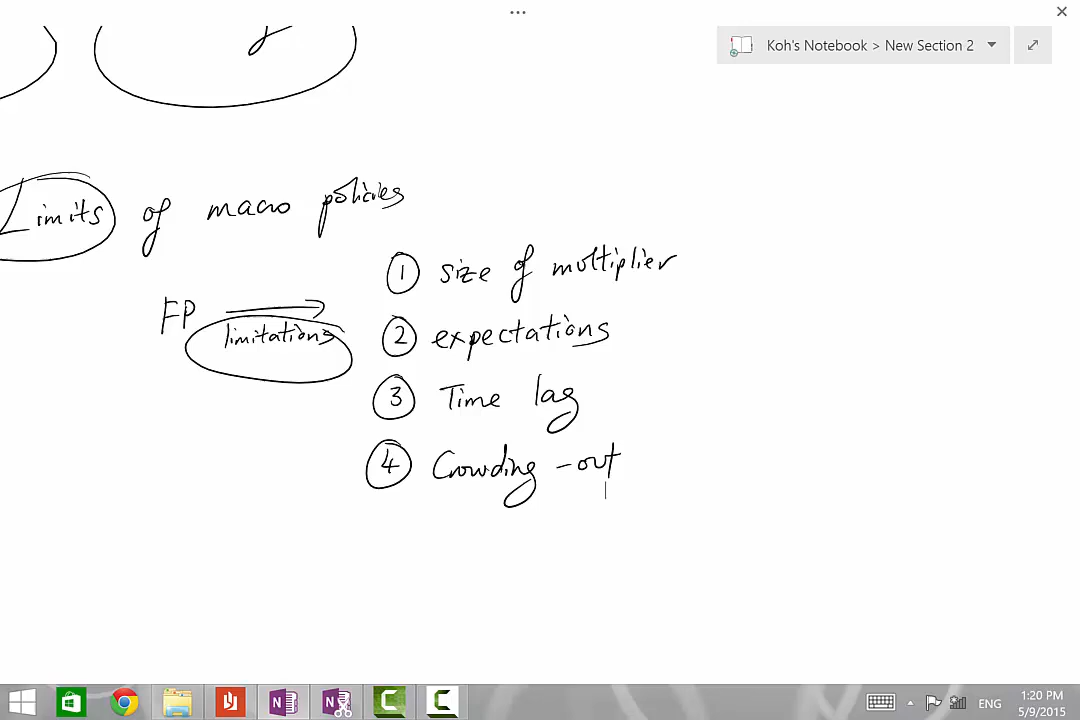 Koh's Notebook > New Section 2
Limits of macro policies
FP limitations
① size of multiplier
② expectations
③ Time lag
④ Crowding-out
ENG
1:20 PM
5/9/2015